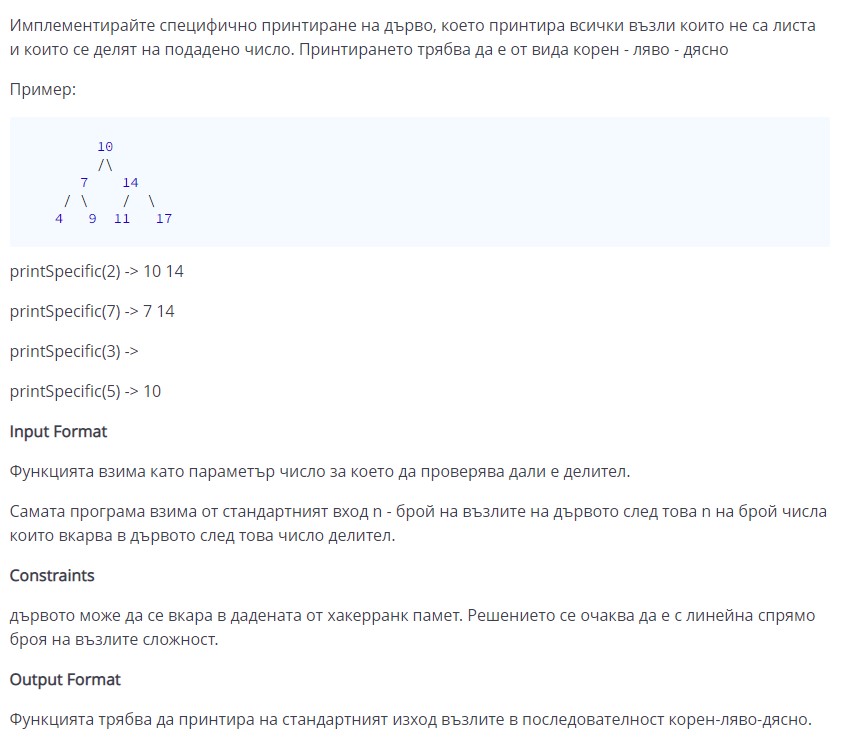 Имплементирайте специфично принтиране на дърво, което принтира всички възли които не са листа
и които се делят на подадено число. Принтирането трябва да е от вида корен - ляво - дясно
Пример:
10
/\
7 14
/ \ / \
4 9 11 17
printSpecific(2) -> 10 14
printSpecific(7) -> 7 14
printSpecific(3) ->
printSpecific(5) -> 10
Input Format
Функцията взима като параметър число за което да проверява дали е делител.
Самата програма взима от стандартният вход n - брой на възлите на дървото след това n на брой числа
които вкарва в дървото след това число делител.
Constraints
дървото може да се вкара в дадената от хакерранк памет. Решението се очаква да е с линейна спрямо
броя на възлите сложност.
Output Format
Функцията трябва да принтира на стандартният изход възлите в последователност корен-ляво-дясно.